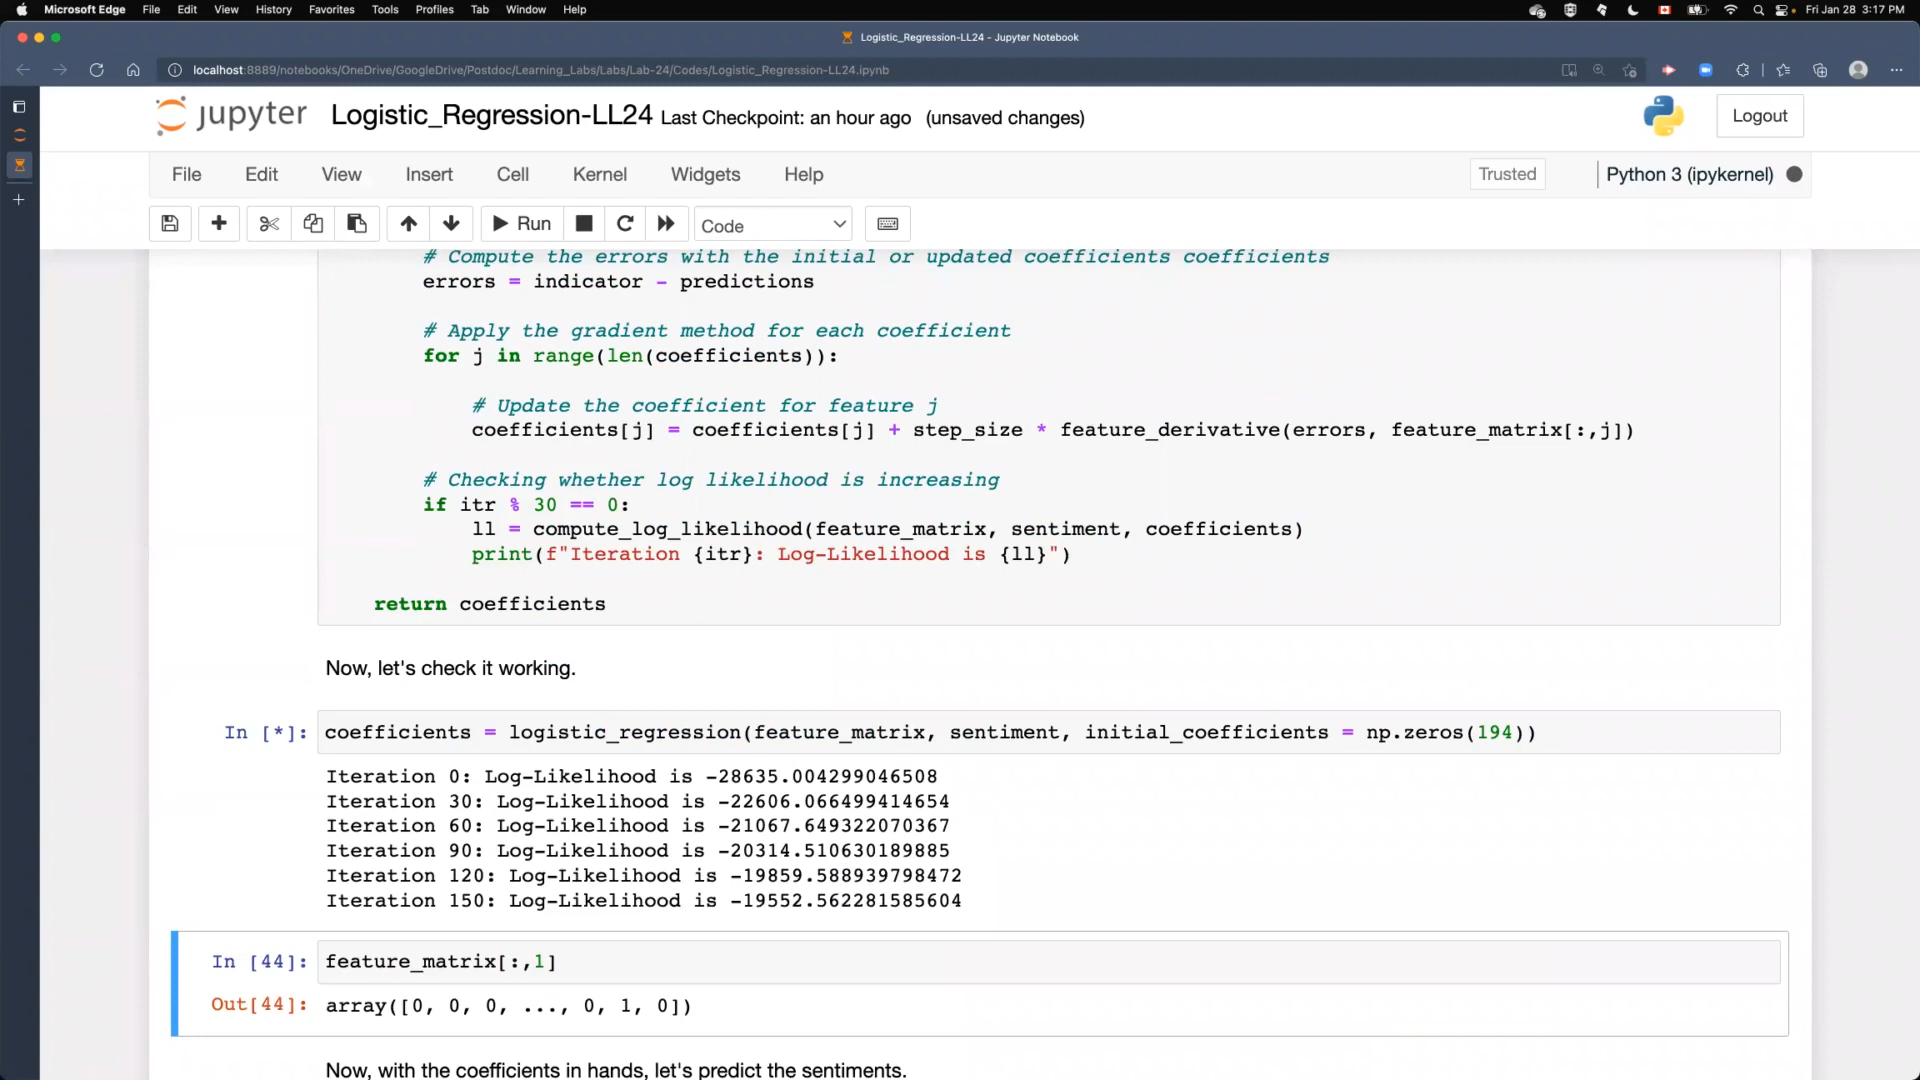 Microsoft Edge File Edit View History Favorites Tools Profiles Tab Window Help Fri Jan 28 3:17 PM
Logistic_Regression-LL24 - Jupyter Notebook
localhost:8889/notebooks/OneDrive/GoogleDrive/Postdoc/Learning_Labs/Labs/Lab-24/Codes/Logistic_Regression-LL24.ipynb
jupyter Logistic_Regression-LL24 Last Checkpoint: an hour ago (unsaved changes) Logout
File Edit View Insert Cell Kernel Widgets Help Trusted Python 3 (ipykernel)
Run Code
# Compute the errors with the initial or updated coefficients coefficients
errors = indicator - predictions
# Apply the gradient method for each coefficient
for j in range(len(coefficients)):
# Update the coefficient for feature j
coefficients[j] = coefficients[j] + step_size * feature_derivative(errors, feature_matrix[:,j])
# Checking whether log likelihood is increasing
if itr % 30 == 0:
ll = compute_log_likelihood(feature_matrix, sentiment, coefficients)
print(f"Iteration {itr}: Log-Likelihood is {ll}")
return coefficients
Now, let's check it working.
In [*]: coefficients = logistic_regression(feature_matrix, sentiment, initial_coefficients = np.zeros(194))
Iteration 0: Log-Likelihood is -28635.004299046508
Iteration 30: Log-Likelihood is -22606.066499414654
Iteration 60: Log-Likelihood is -21067.649322070367
Iteration 90: Log-Likelihood is -20314.510630189885
Iteration 120: Log-Likelihood is -19859.588939798472
Iteration 150: Log-Likelihood is -19552.562281585604
In [44]: feature_matrix[:,1]
Out[44]: array([0, 0, 0, ..., 0, 1, 0])
Now, with the coefficients in hands, let's predict the sentiments.